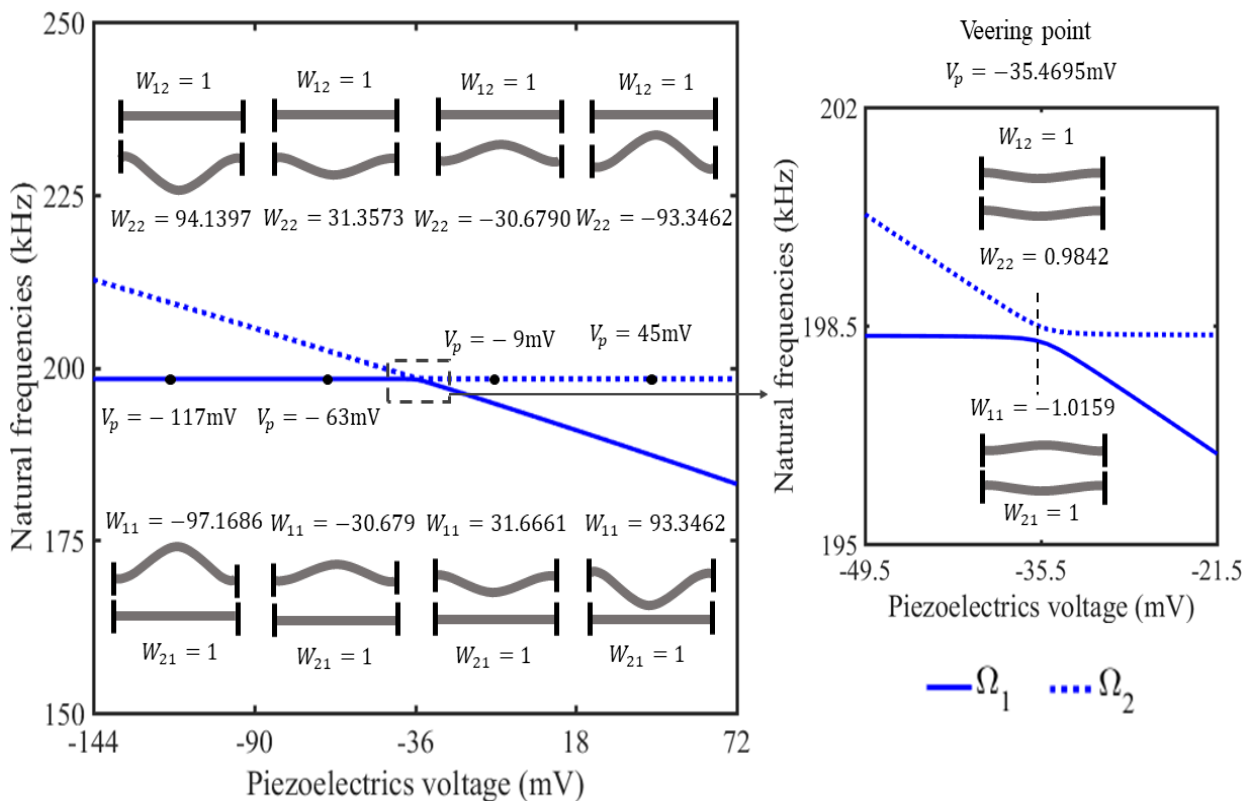 250
225
200
175
150
Natural frequencies (kHz)
W₁₂ = 1 W₁₂ = 1 W₁₂ = 1 W₁₂ = 1
W₂₂ = 94.1397 W₂₂ = 31.3573 W₂₂ = −30.6790 W₂₂ = −93.3462
Vₚ = − 9mV Vₚ = 45mV
Vₚ = − 117mV Vₚ = − 63mV
W₁₁ = −97.1686 W₁₁ = −30.679 W₁₁ = 31.6661 W₁₁ = 93.3462
W₂₁ = 1 W₂₁ = 1 W₂₁ = 1 W₂₁ = 1
-144 -90 -36 18 72
Piezoelectrics voltage (mV)
Veering point
Vₚ = −35.4695mV
202
198.5
195
Natural frequencies (kHz)
W₁₂ = 1
W₂₂ = 0.9842
W₁₁ = −1.0159
W₂₁ = 1
-49.5 -35.5 -21.5
Piezoelectrics voltage (mV)
Ω₁ Ω₂